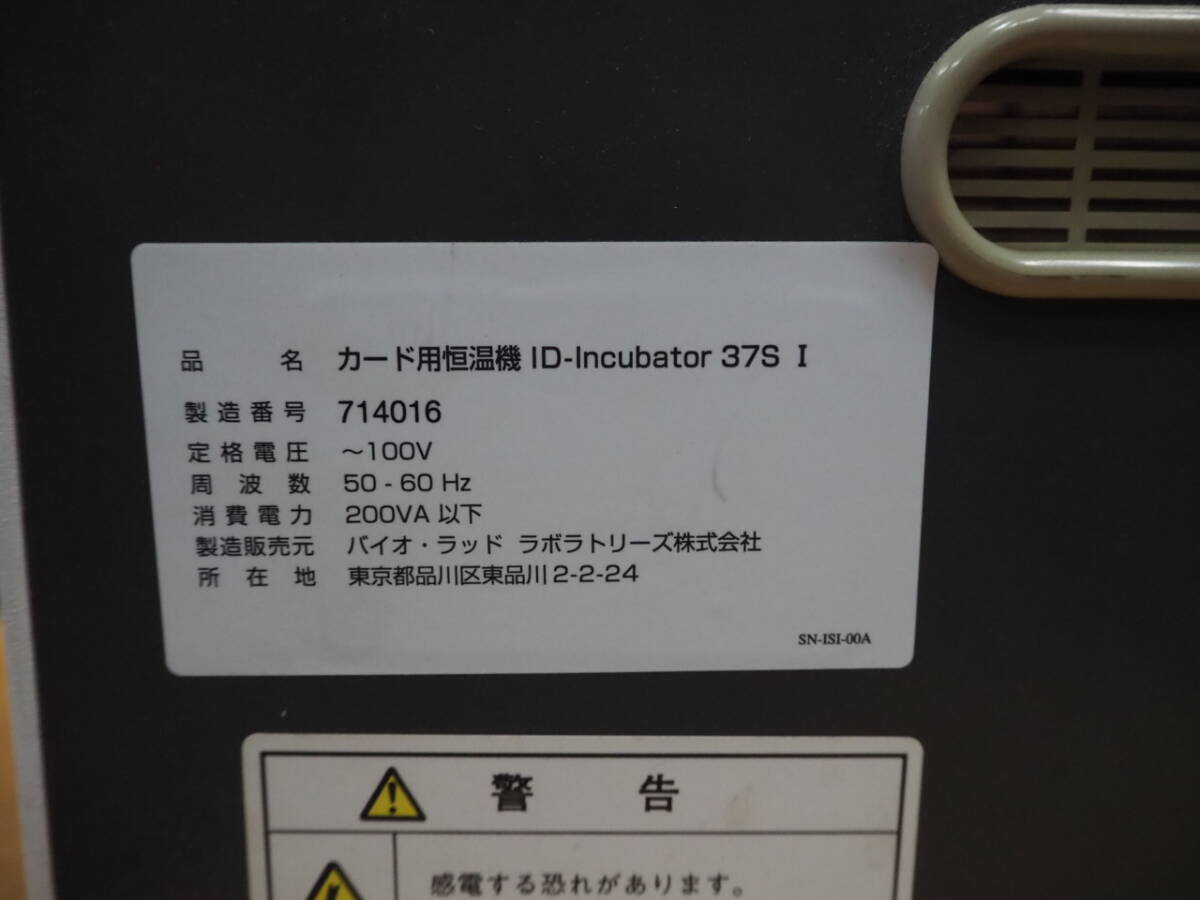 品名 カード用恒温機 ID-Incubator 37S I
製造番号 714016
定格電圧 ～100V
周波数 50 - 60 Hz
消費電力 200VA 以下
製造販売元 バイオ・ラッド ラボラトリーズ株式会社
所在地 東京都品川区東品川2-2-24
SN-ISI-00A
警告
感電する恐れがあります。